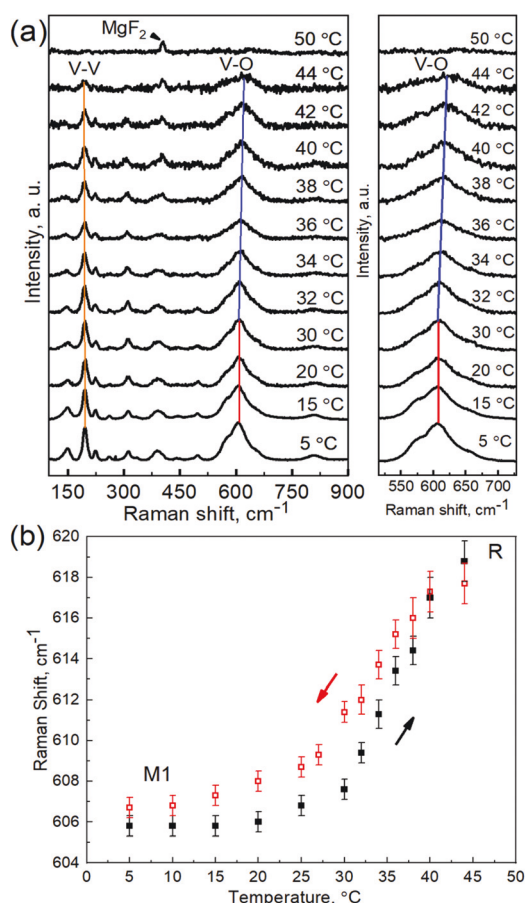 (a)
MgF₂
50 °C
V-V
V-O
44 °C
42 °C
40 °C
38 °C
36 °C
34 °C
32 °C
30 °C
20 °C
15 °C
5 °C
Intensity, a. u.
150 300 450 600 750 900
Raman shift, cm⁻¹
50 °C
V-O
44 °C
42 °C
40 °C
38 °C
36 °C
34 °C
32 °C
30 °C
20 °C
15 °C
5 °C
Intensity, a.u.
550 600 650 700
Raman shift, cm⁻¹
(b)
620
618
616
614
612
610
608
606
604
Raman Shift, cm⁻¹
R
M1
0 5 10 15 20 25 30 35 40 45 50
Temperature, °C